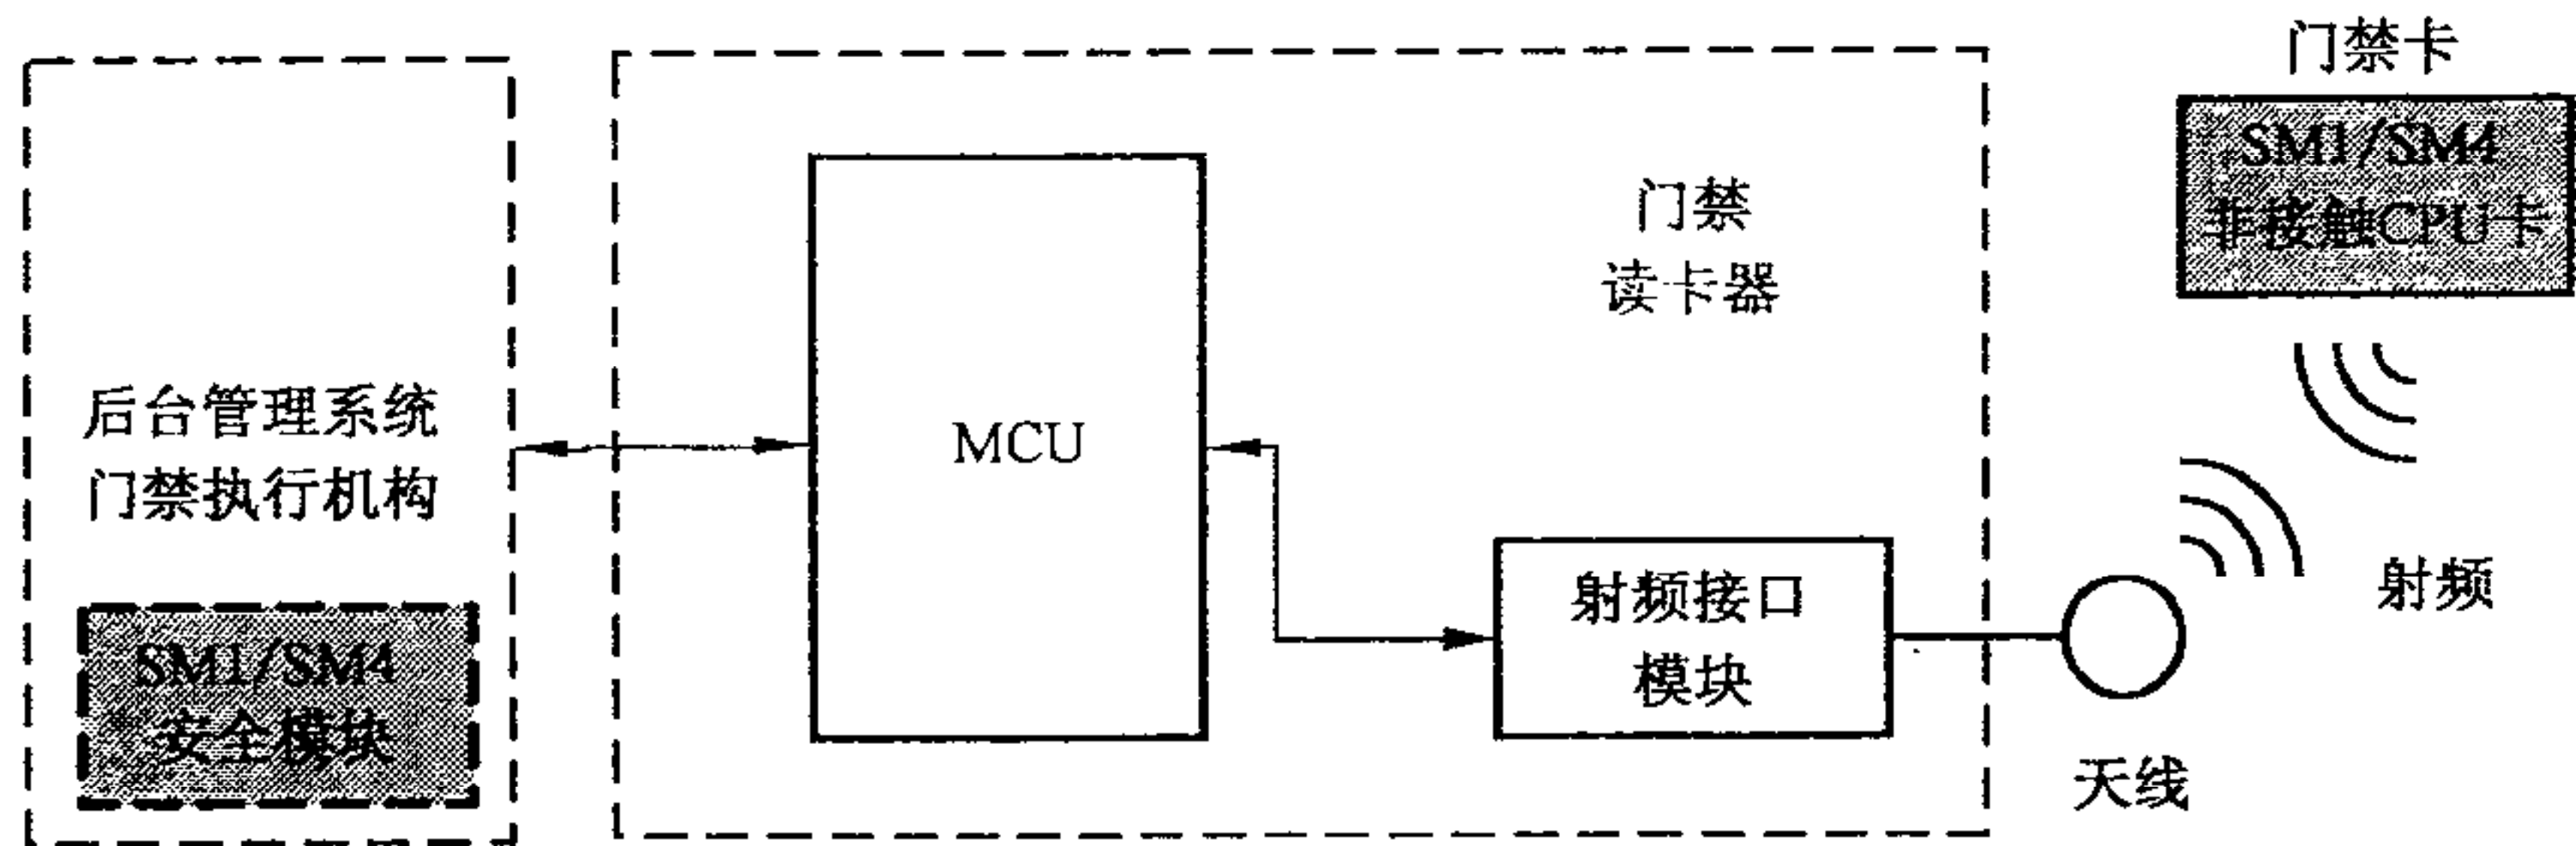 后台管理系统
门禁执行机构
SM1/SM4
安全模块
MCU
门禁
读卡器
射频接口
模块
门禁卡
SM1/SM4
非接触CPU卡
射频
天线